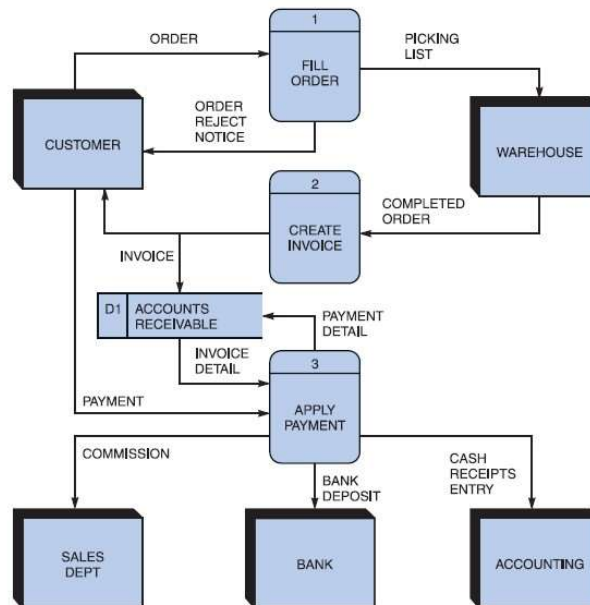 1
ORDER
FILL
ORDER
PICKING
LIST
CUSTOMER
ORDER
REJECT
NOTICE
WAREHOUSE
2
CREATE
INVOICE
COMPLETED
ORDER
INVOICE
D1
ACCOUNTS
RECEIVABLE
PAYMENT
DETAIL
INVOICE
DETAIL
3
APPLY
PAYMENT
PAYMENT
COMMISSION
CASH
RECEIPTS
ENTRY
BANK
DEPOSIT
SALES
DEPT
BANK
ACCOUNTING